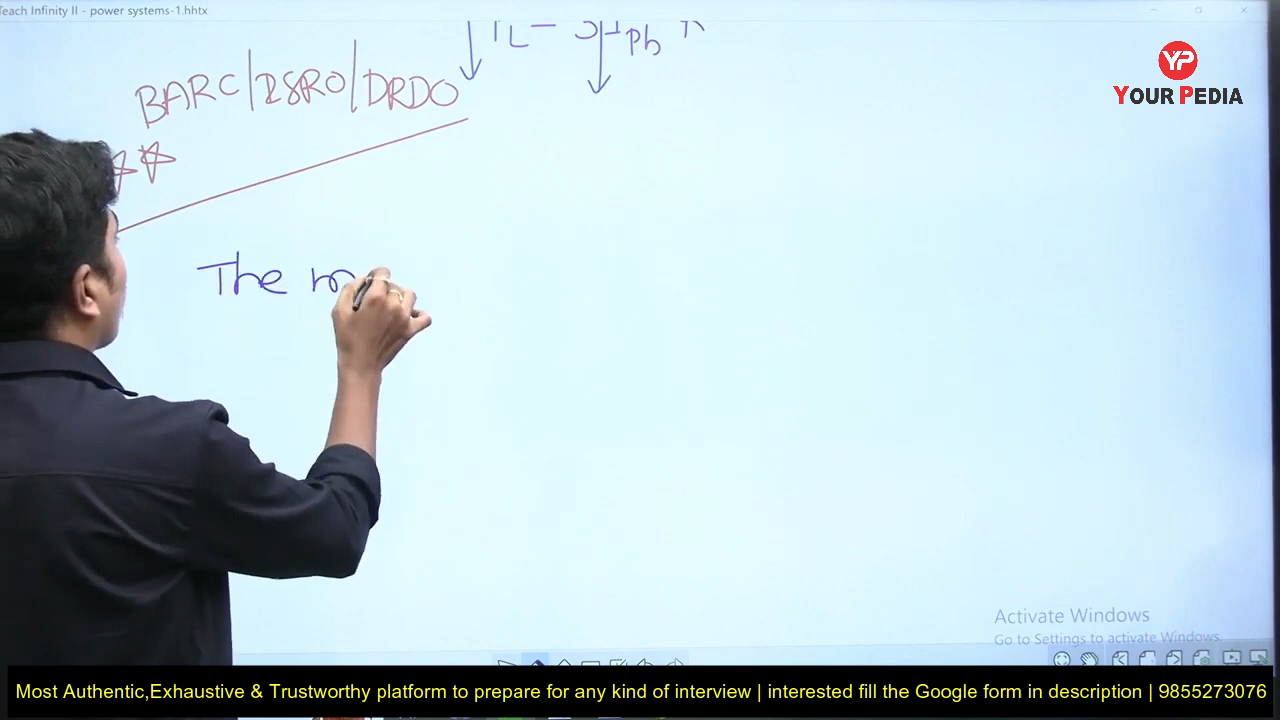 Teach Infinity II - power systems-1.hhtx
BARC/ISRO/DRDO
YP
YOUR PEDIA
The
Activate Windows
Go to Settings to activate Windows.
Most Authentic,Exhaustive & Trustworthy platform to prepare for any kind of interview | interested fill the Google form in description | 9855273076